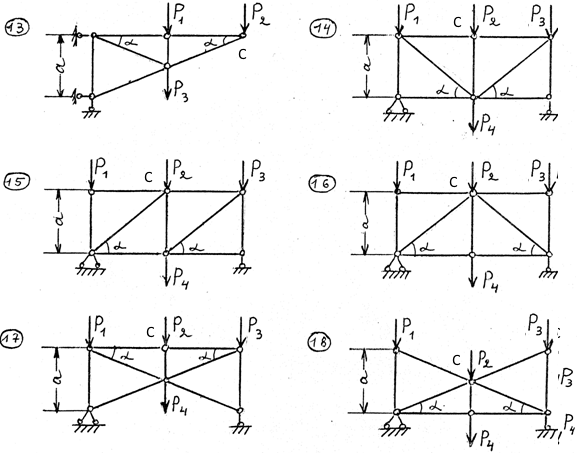 13 P₁ P₂ α α C a P₃
14 P₁ C P₂ P₃ a α α P₄
15 P₁ C P₂ P₃ a α α P₄
16 P₁ C P₂ P₃ a α α P₄
17 P₁ C P₂ P₃ α α a P₄
18 P₁ C P₂ P₃ a α α P₃ P₄ P₄